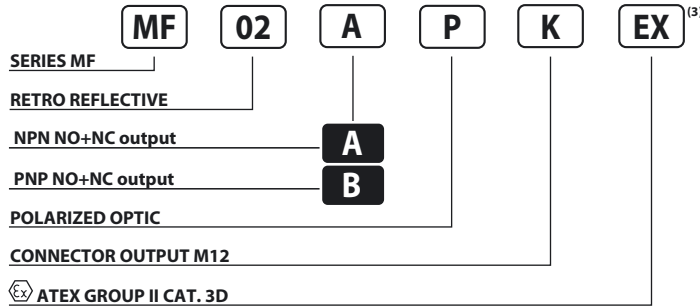 MF 02 A P K EX (3)
SERIES MF
RETRO REFLECTIVE
NPN NO+NC output A
PNP NO+NC output B
POLARIZED OPTIC
CONNECTOR OUTPUT M12
Ex ATEX GROUP II CAT. 3D